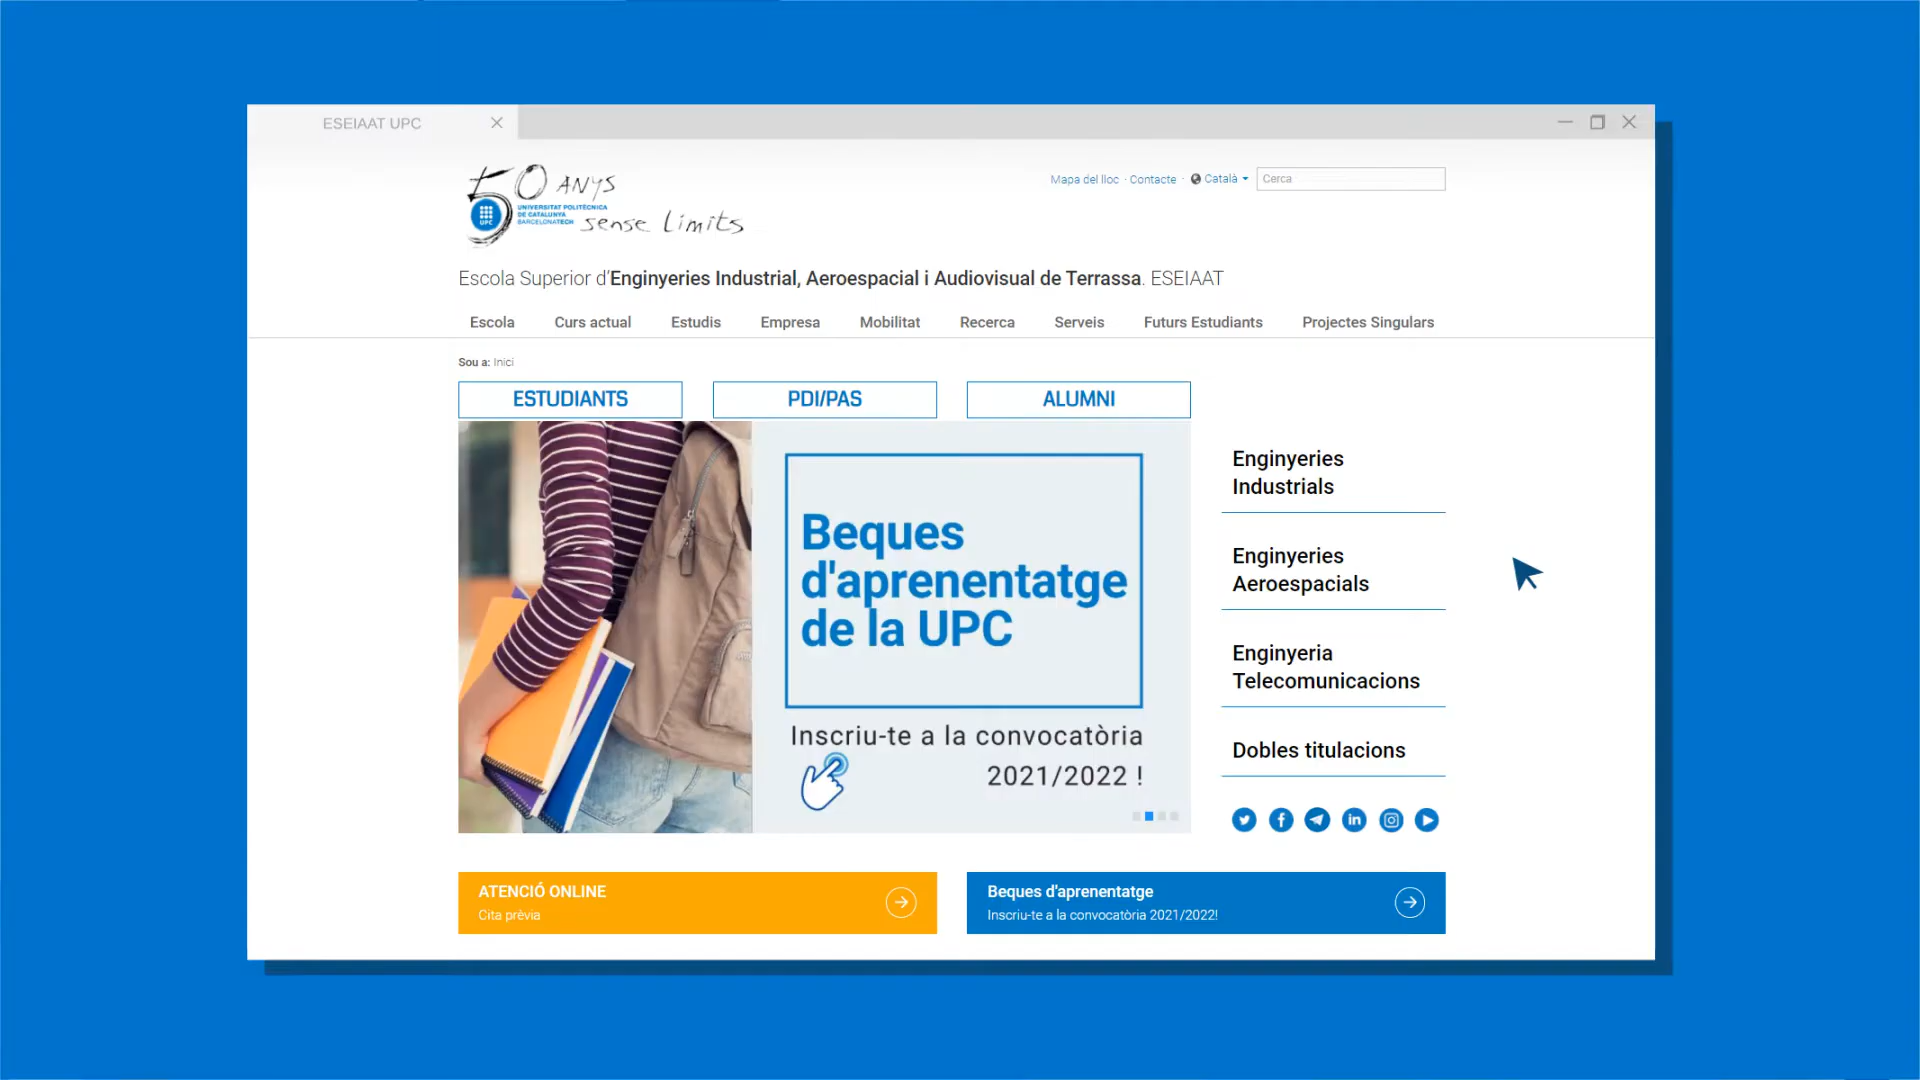 ESEIAAT UPC
50 ANYS
UNIVERSITAT POLITÈCNICA
DE CATALUNYA
BARCELONATECH
UPC
sense límits
Mapa del lloc · Contacte · Català
Cerca
Escola Superior d'Enginyeries Industrial, Aeroespacial i Audiovisual de Terrassa. ESEIAAT
Escola Curs actual Estudis Empresa Mobilitat Recerca Serveis Futurs Estudiants Projectes Singulars
Sou a: Inici
ESTUDIANTS PDI/PAS ALUMNI
Beques
d'aprenentatge
de la UPC
Inscriu-te a la convocatòria
2021/2022 !
Enginyeries
Industrials
Enginyeries
Aeroespacials
Enginyeria
Telecomunicacions
Dobles titulacions
ATENCIÓ ONLINE
Cita prèvia
Beques d'aprenentatge
Inscriu-te a la convocatòria 2021/2022!